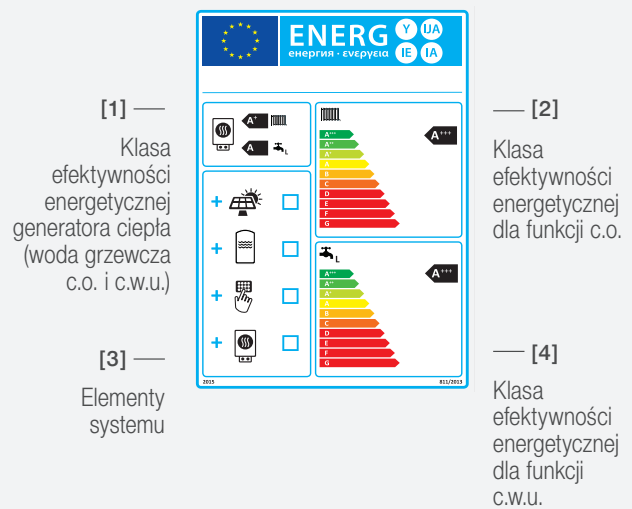 ENERG Y IJA
енергия · ενεργεια IE IA
[1]
Klasa
efektywności
energetycznej
generatora ciepła
(woda grzewcza
c.o. i c.w.u.)
A+
A
L
[2]
Klasa
efektywności
energetycznej
dla funkcji c.o.
A+++
A++
A+
A
B
C
D
E
F
G
A+++
+
+
+
+
[3]
Elementy
systemu
L
A+++
A++
A+
A
B
C
D
E
F
G
A+++
[4]
Klasa
efektywności
energetycznej
dla funkcji
c.w.u.
2015
811/2013